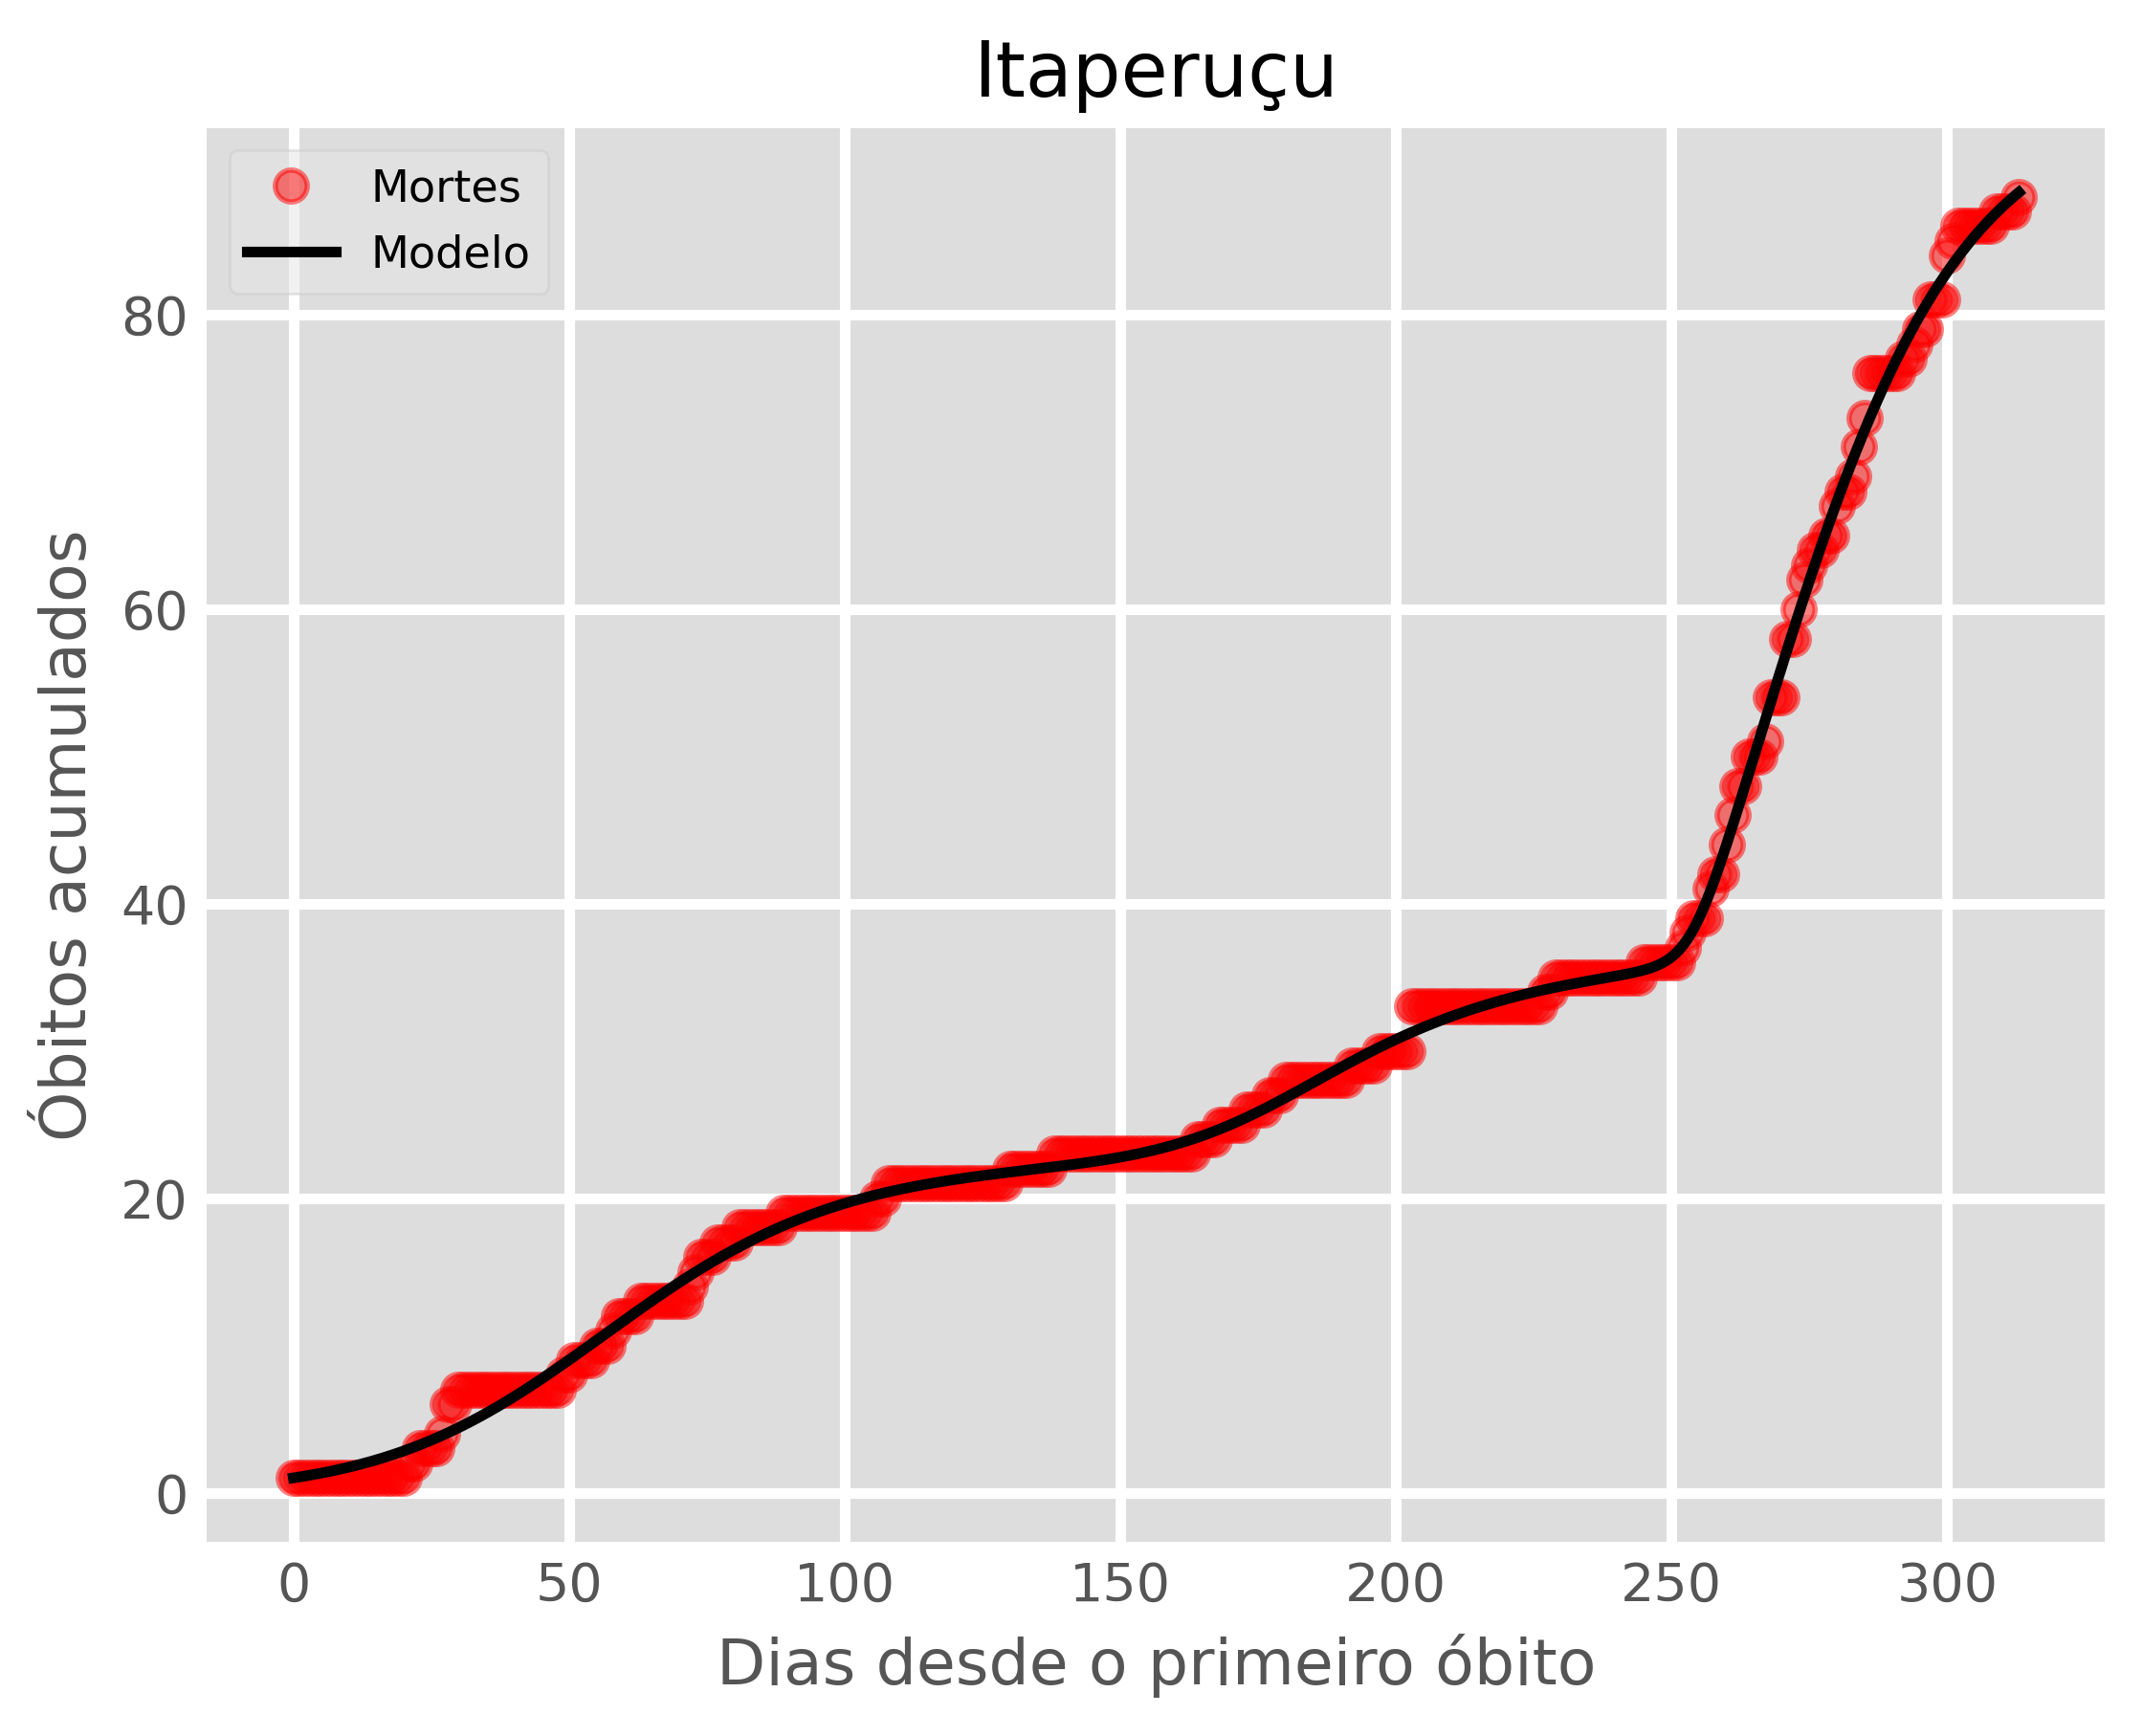 Itaperuçu
Mortes
Modelo
Óbitos acumulados
80
60
40
20
0
0 50 100 150 200 250 300
Dias desde o primeiro óbito